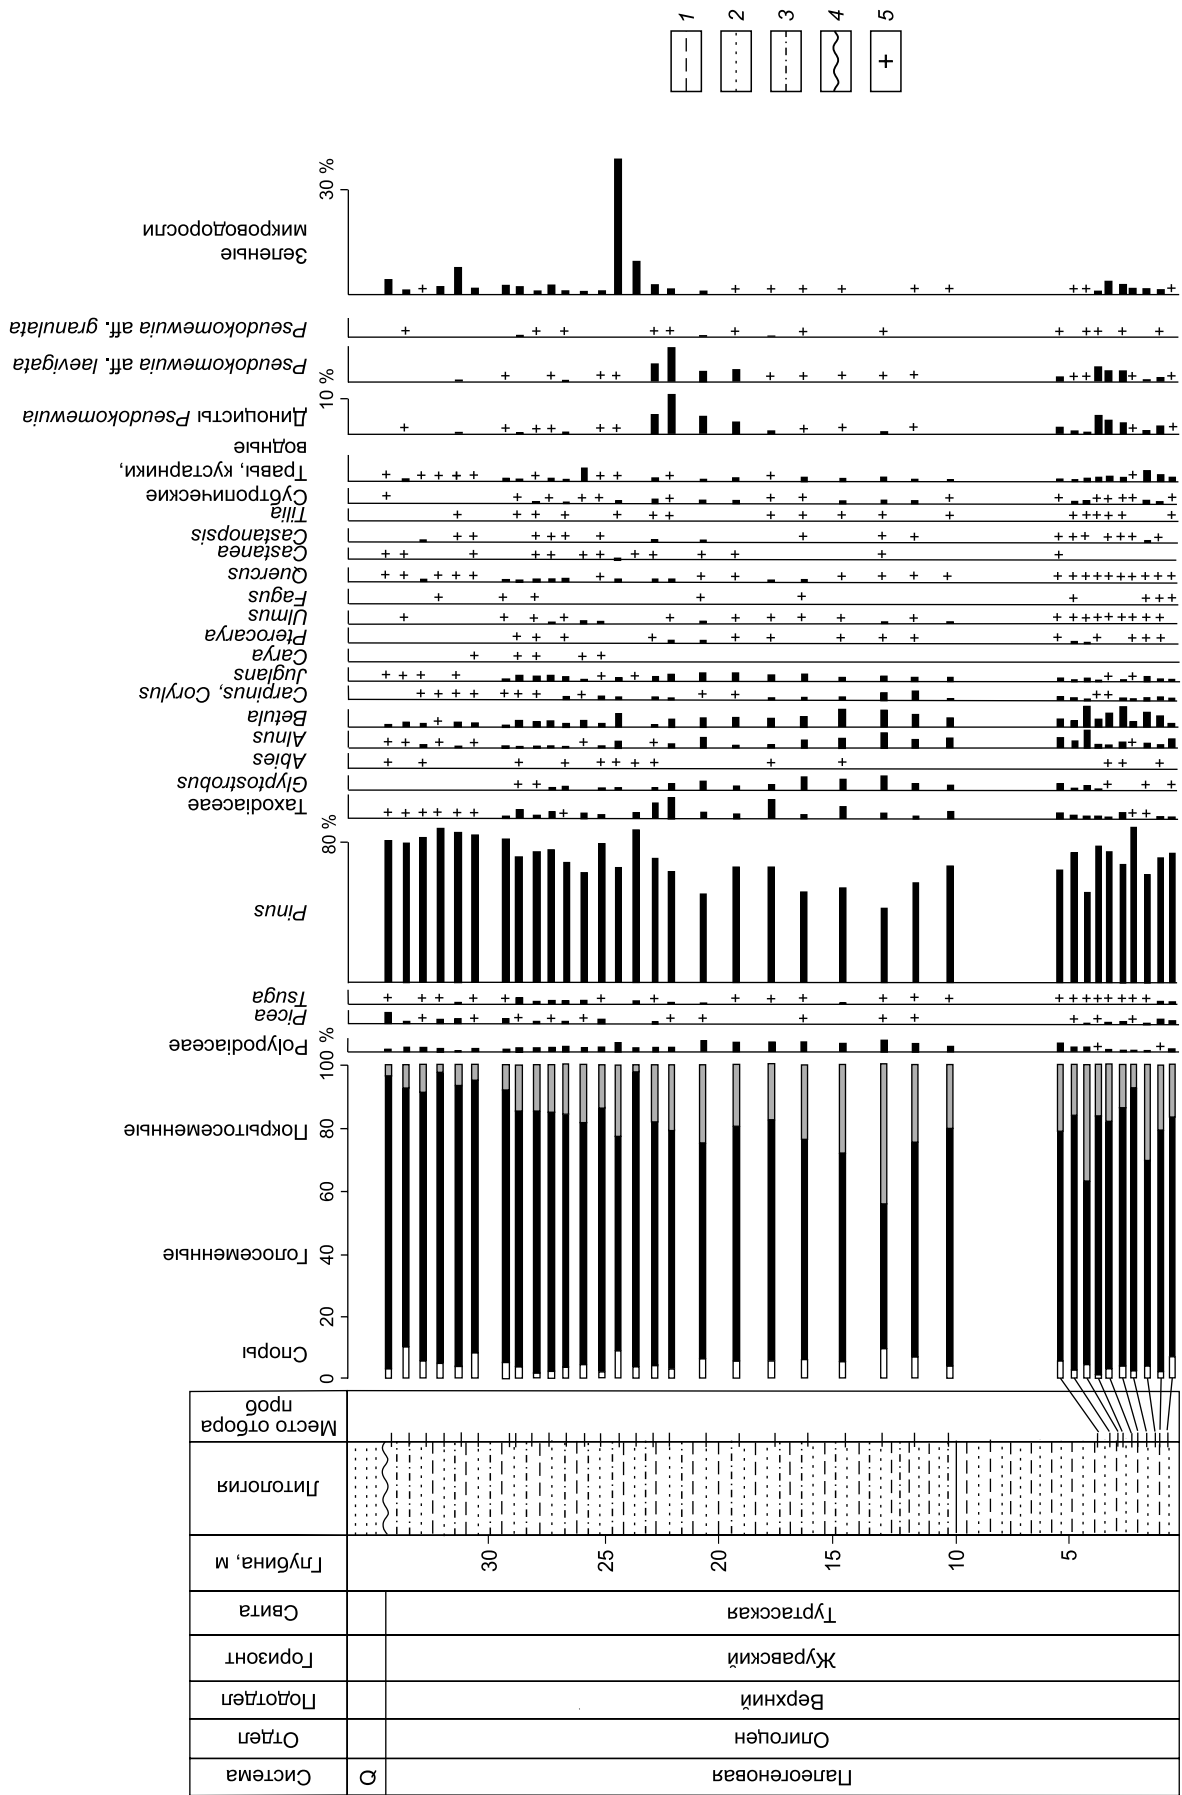 Система
Отдел
Подотдел
Горизонт
Свита
Глубина, м
Литология
Место отбора
проб
Q
Палеогеновая
Олигоцен
Верхний
Журавский
Туртасская
30
25
20
15
10
5
Споры
Голосеменные
Покрытосеменные
0
20
40
60
80
100 %
Polypodiaceae
Picea
Tsuga
Pinus
80 %
Taxodiaceae
Glyptostrobus
Abies
Alnus
Betula
Carpinus, Corylus
Juglans
Carya
Pterocarya
Ulmus
Fagus
Quercus
Castanea
Castanopsis
Tilia
Субтропические
Травы, кустарники,
водные
Диноцисты Pseudokomewuia
10 %
Pseudokomewuia aff. laevigata
Pseudokomewuia aff. granulata
Зеленые
микроводоросли
30 %
1
2
3
4
5